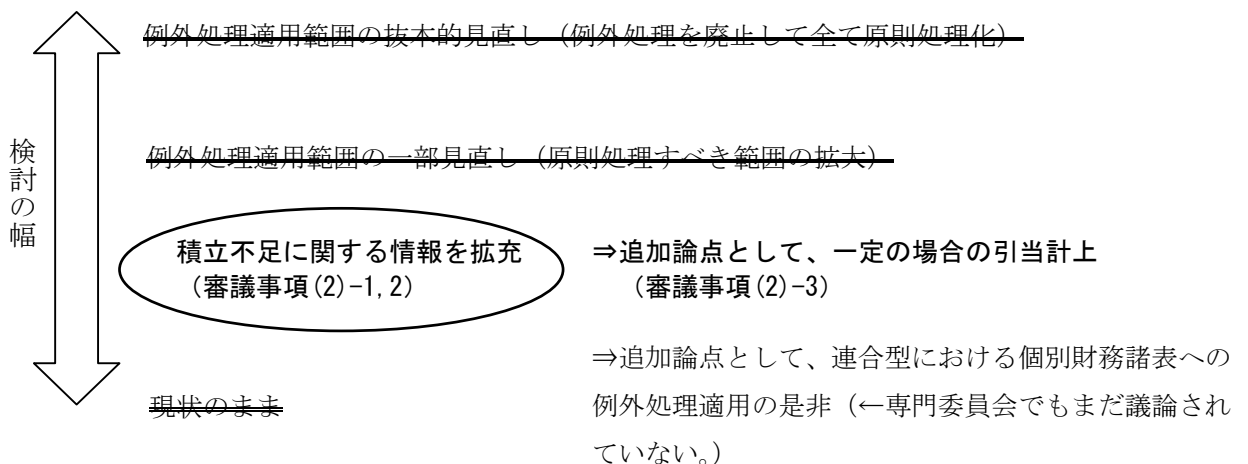 例外処理適用範囲の抜本的見直し（例外処理を廃止して全て原則処理化）
検討の幅
例外処理適用範囲の一部見直し（原則処理すべき範囲の拡大）
積立不足に関する情報を拡充
（審議事項(2)-1,2）
⇒追加論点として、一定の場合の引当計上
（審議事項(2)-3）
⇒追加論点として、連合型における個別財務諸表への
例外処理適用の是非（←専門委員会でもまだ議論され
ていない。）
現状のまま